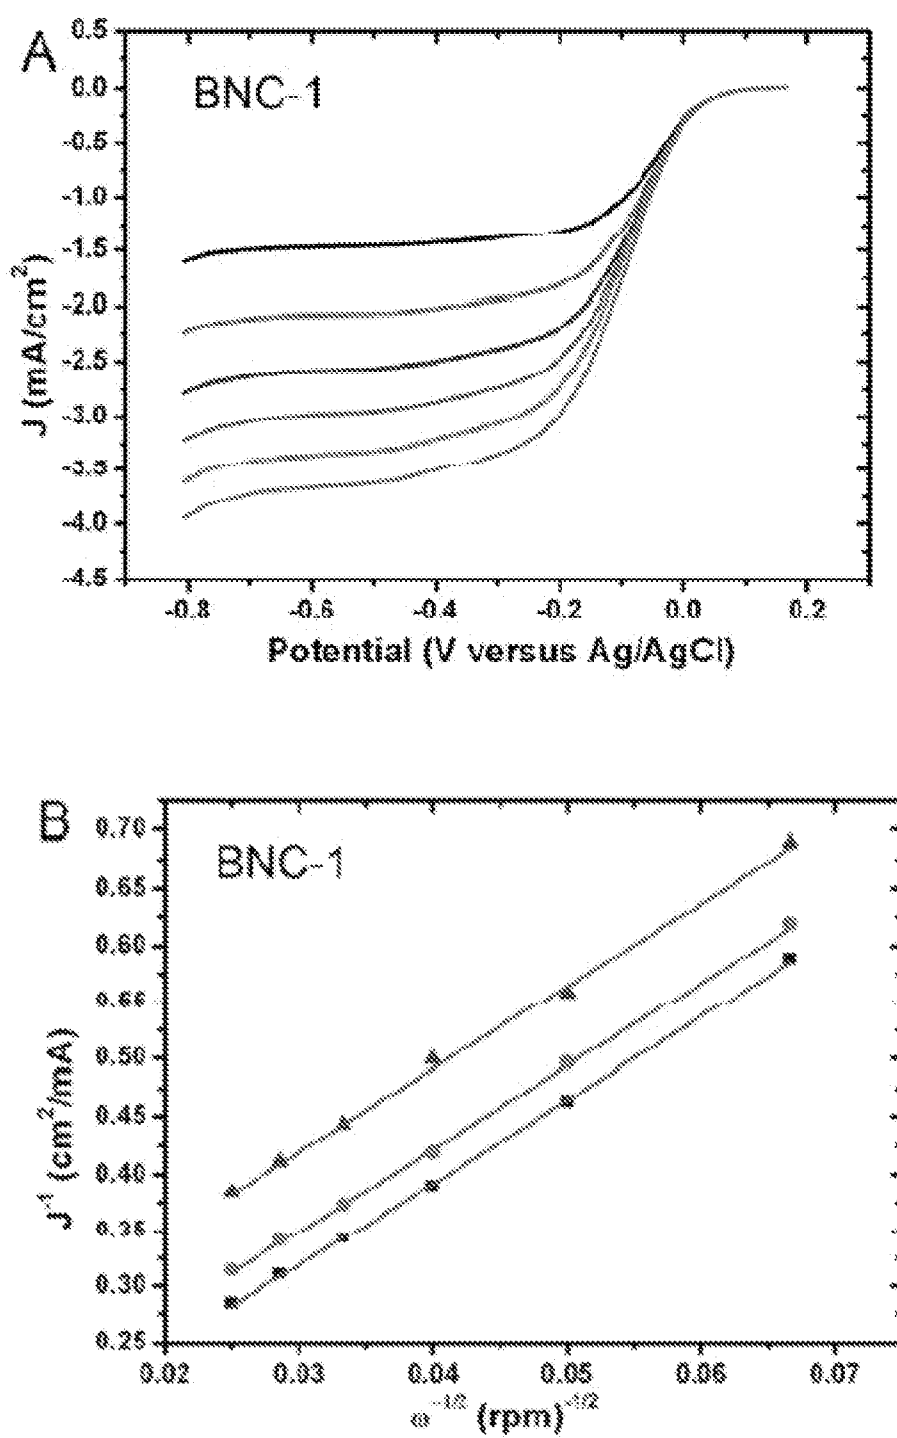 A
BNC-1
0.5
0.0
-0.5
-1.0
-1.5
-2.0
-2.5
-3.0
-3.5
-4.0
-4.5
J (mA/cm²)
-0.8 -0.6 -0.4 -0.2 0.0 0.2
Potential (V versus Ag/AgCl)
B
BNC-1
0.70
0.65
0.60
0.55
0.50
0.45
0.40
0.35
0.30
0.25
J⁻¹ (cm²/mA)
0.02 0.03 0.04 0.05 0.06 0.07
ω⁻¹/² (rpm)⁻¹/²